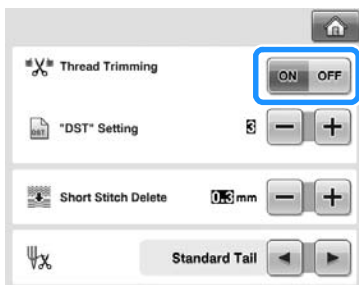 Thread Trimming ON OFF
DST "DST" Setting 3 − +
Short Stitch Delete 0.3 mm − +
Standard Tail